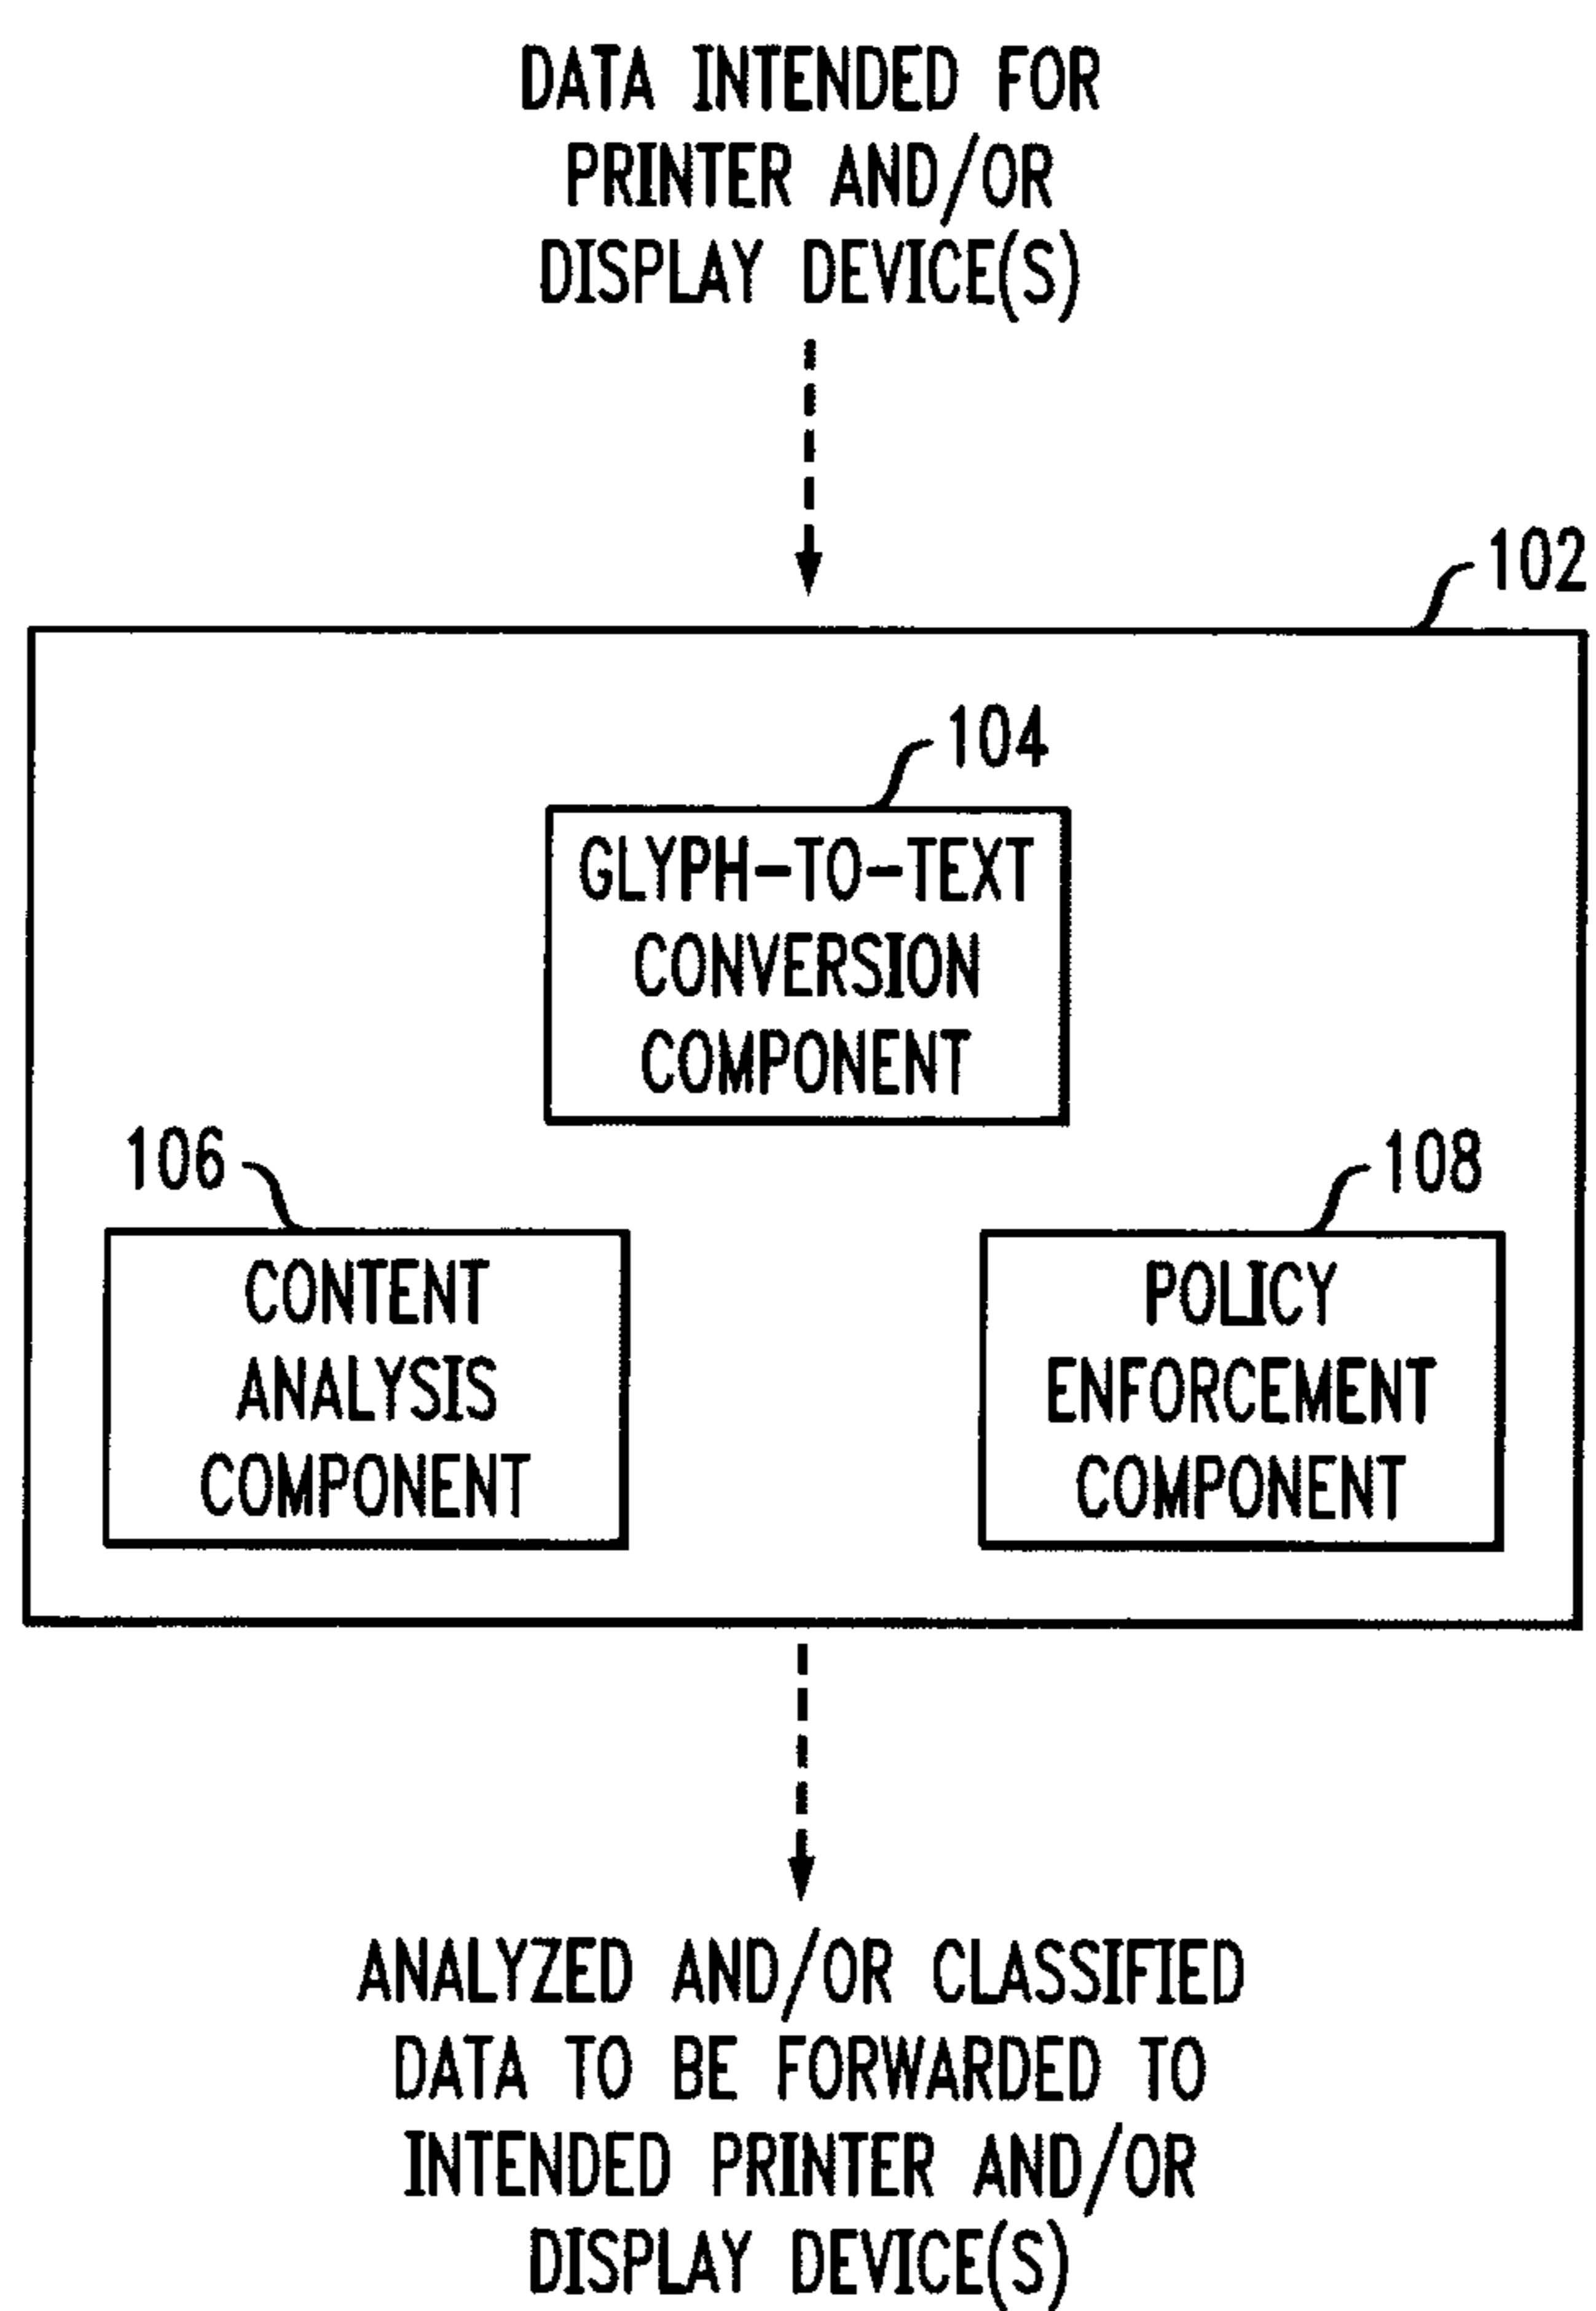 DATA INTENDED FOR
PRINTER AND/OR
DISPLAY DEVICE(S)
102
104
GLYPH-TO-TEXT
CONVERSION
COMPONENT
106
CONTENT
ANALYSIS
COMPONENT
108
POLICY
ENFORCEMENT
COMPONENT
ANALYZED AND/OR CLASSIFIED
DATA TO BE FORWARDED TO
INTENDED PRINTER AND/OR
DISPLAY DEVICE(S)